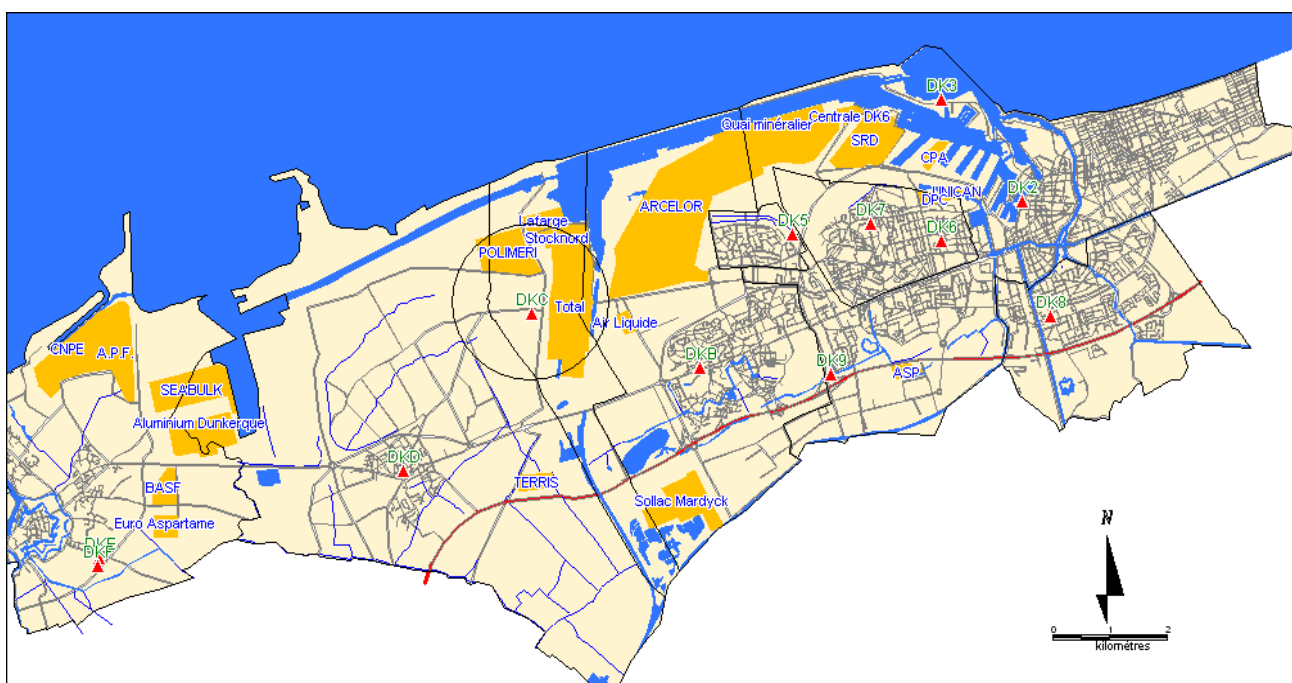 DK3
Quai minéralier
Centrale DK6
SRD
CPA
UNICAN
DPC
DK2
ARCELOR
DK5
DK7
DK6
Lafarge
Stocknord
POLIMERI
DKC
Total
Air Liquide
DK8
CNPE
A.P.F.
SEABULK
DKB
DK9
ASP
Aluminium Dunkerque
DKD
TERRIS
BASF
Sollac Mardyck
Euro Aspartame
DKE
DKF
N
0 1 2
kilomètres